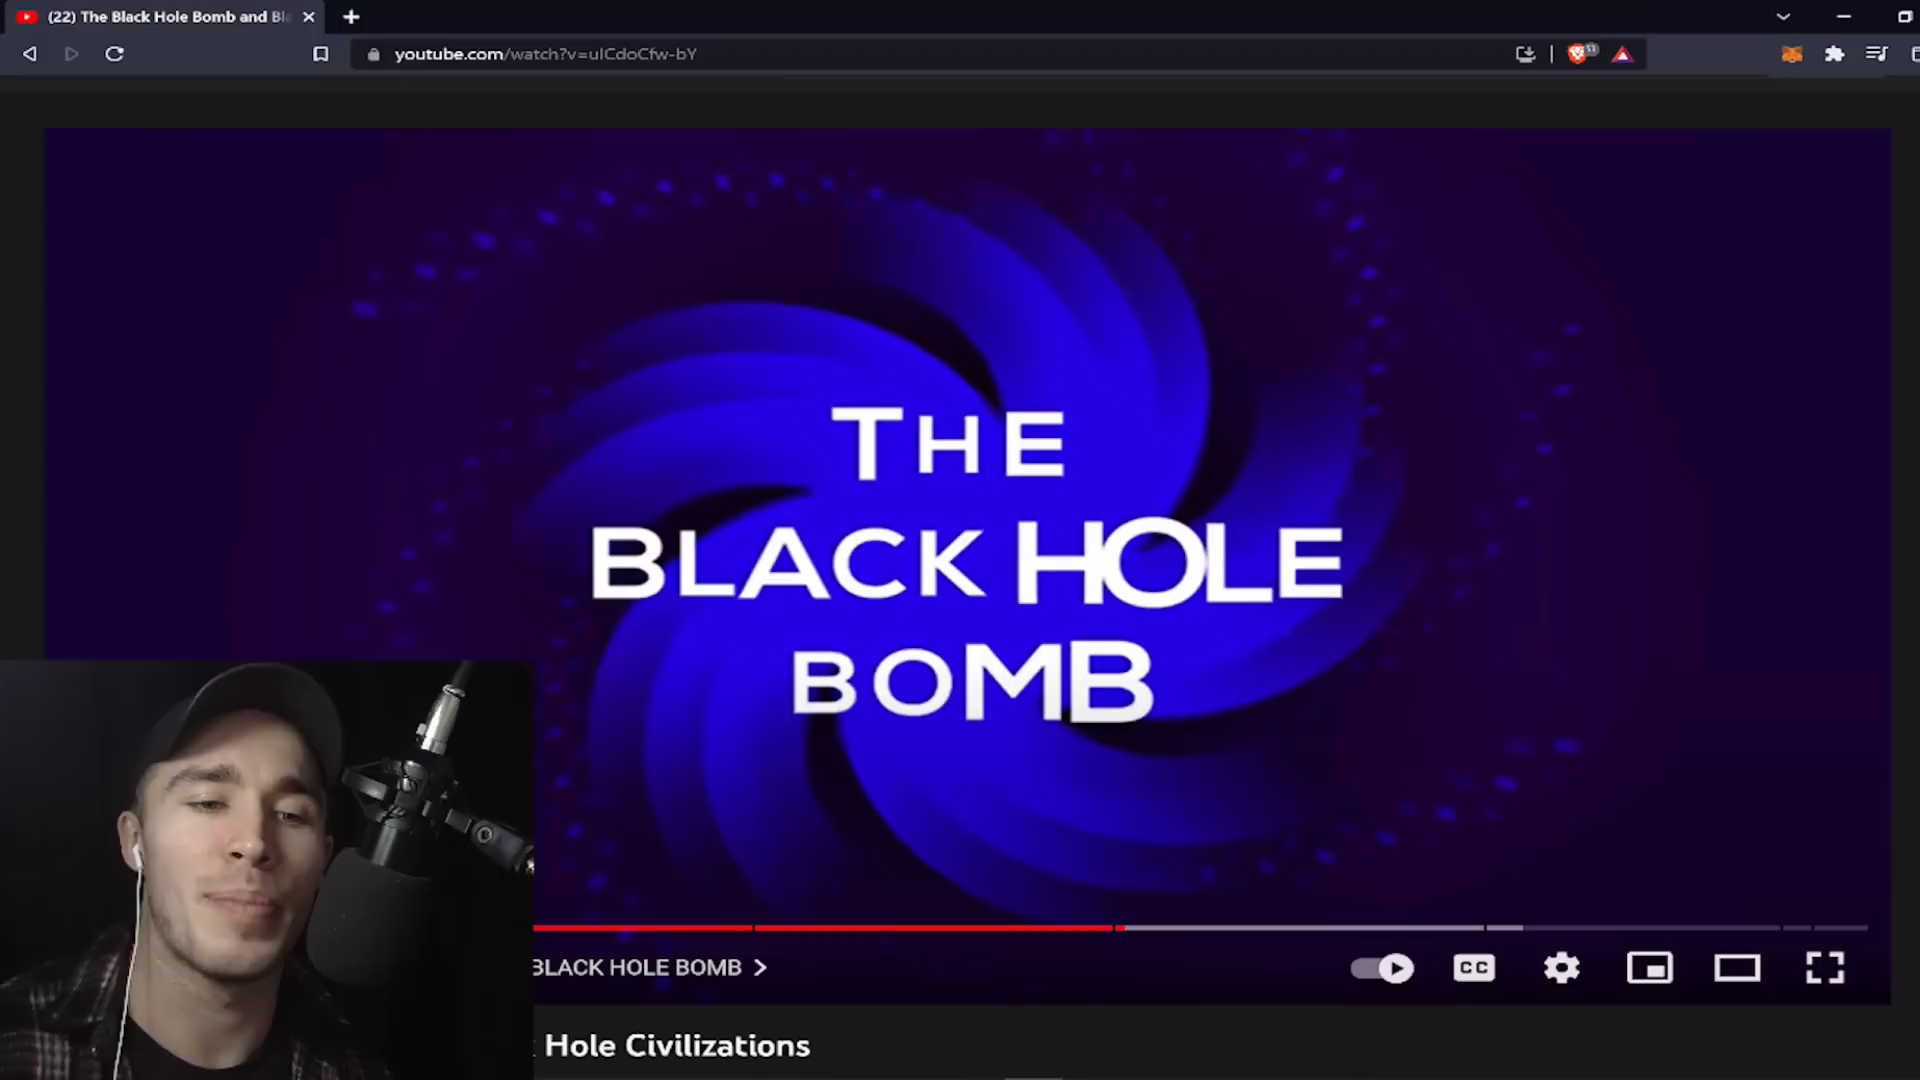 (22) The Black Hole Bomb and Bla
youtube.com/watch?v=ulCdoCfw-bY
THE
BLACK HOLE
BOMB
BLACK HOLE BOMB
CC
Hole Civilizations